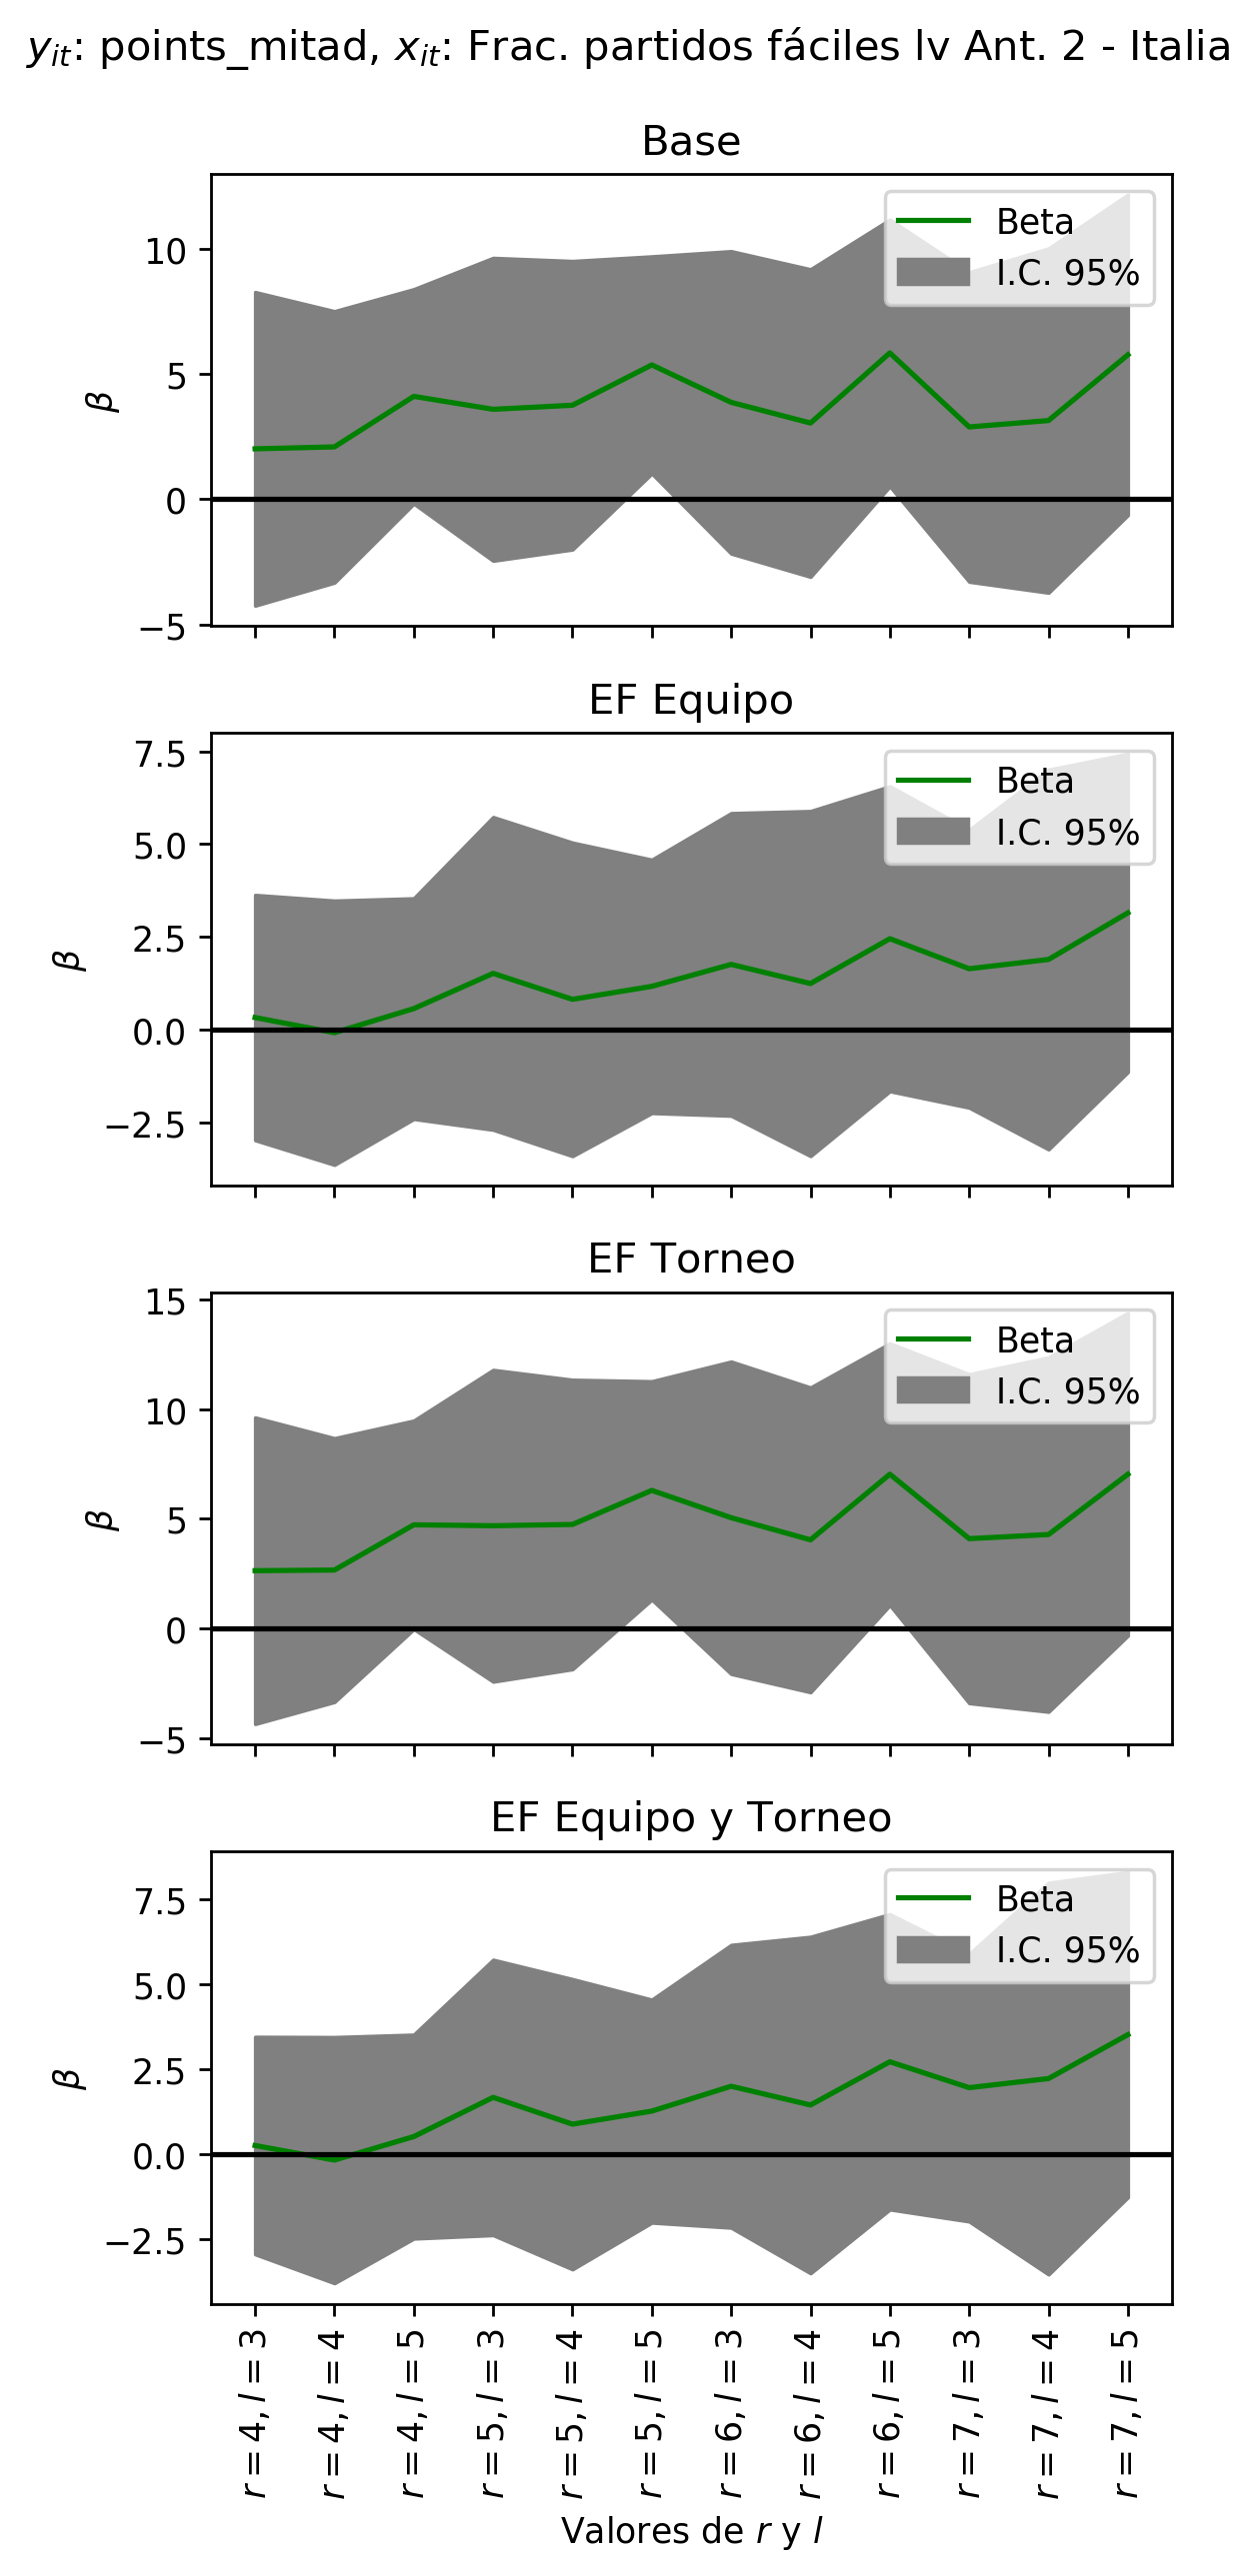 y_{it}: points_mitad, x_{it}: Frac. partidos fáciles lv Ant. 2 - Italia
Base
Beta
I.C. 95%
10
5
0
−5
β
EF Equipo
Beta
I.C. 95%
7.5
5.0
2.5
0.0
−2.5
β
EF Torneo
Beta
I.C. 95%
15
10
5
0
−5
β
EF Equipo y Torneo
Beta
I.C. 95%
7.5
5.0
2.5
0.0
−2.5
β
r = 4, l = 3
r = 4, l = 4
r = 4, l = 5
r = 5, l = 3
r = 5, l = 4
r = 5, l = 5
r = 6, l = 3
r = 6, l = 4
r = 6, l = 5
r = 7, l = 3
r = 7, l = 4
r = 7, l = 5
Valores de r y l